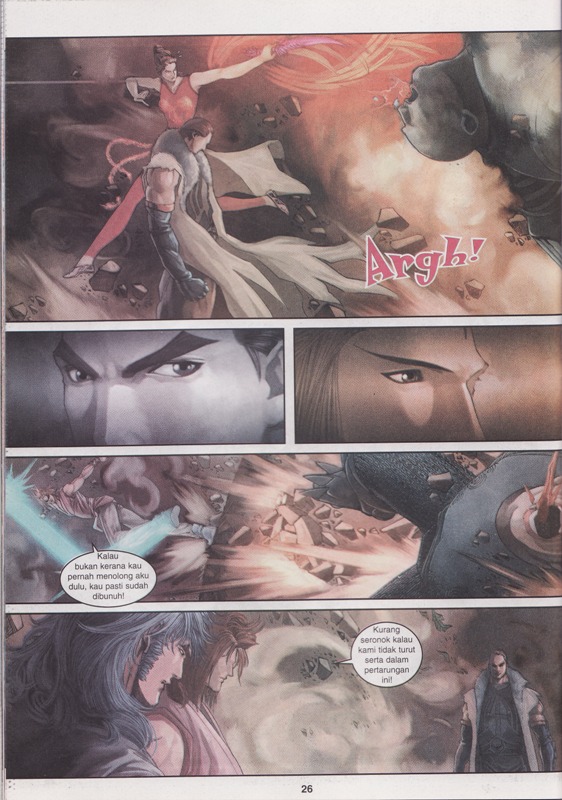 Argh!
Kalau
bukan kerana kau
pernah menolong aku
dulu, kau pasti sudah
dibunuh!
Kurang
seronok kalau
kami tidak turut
serta dalam
pertarungan
ini!
26